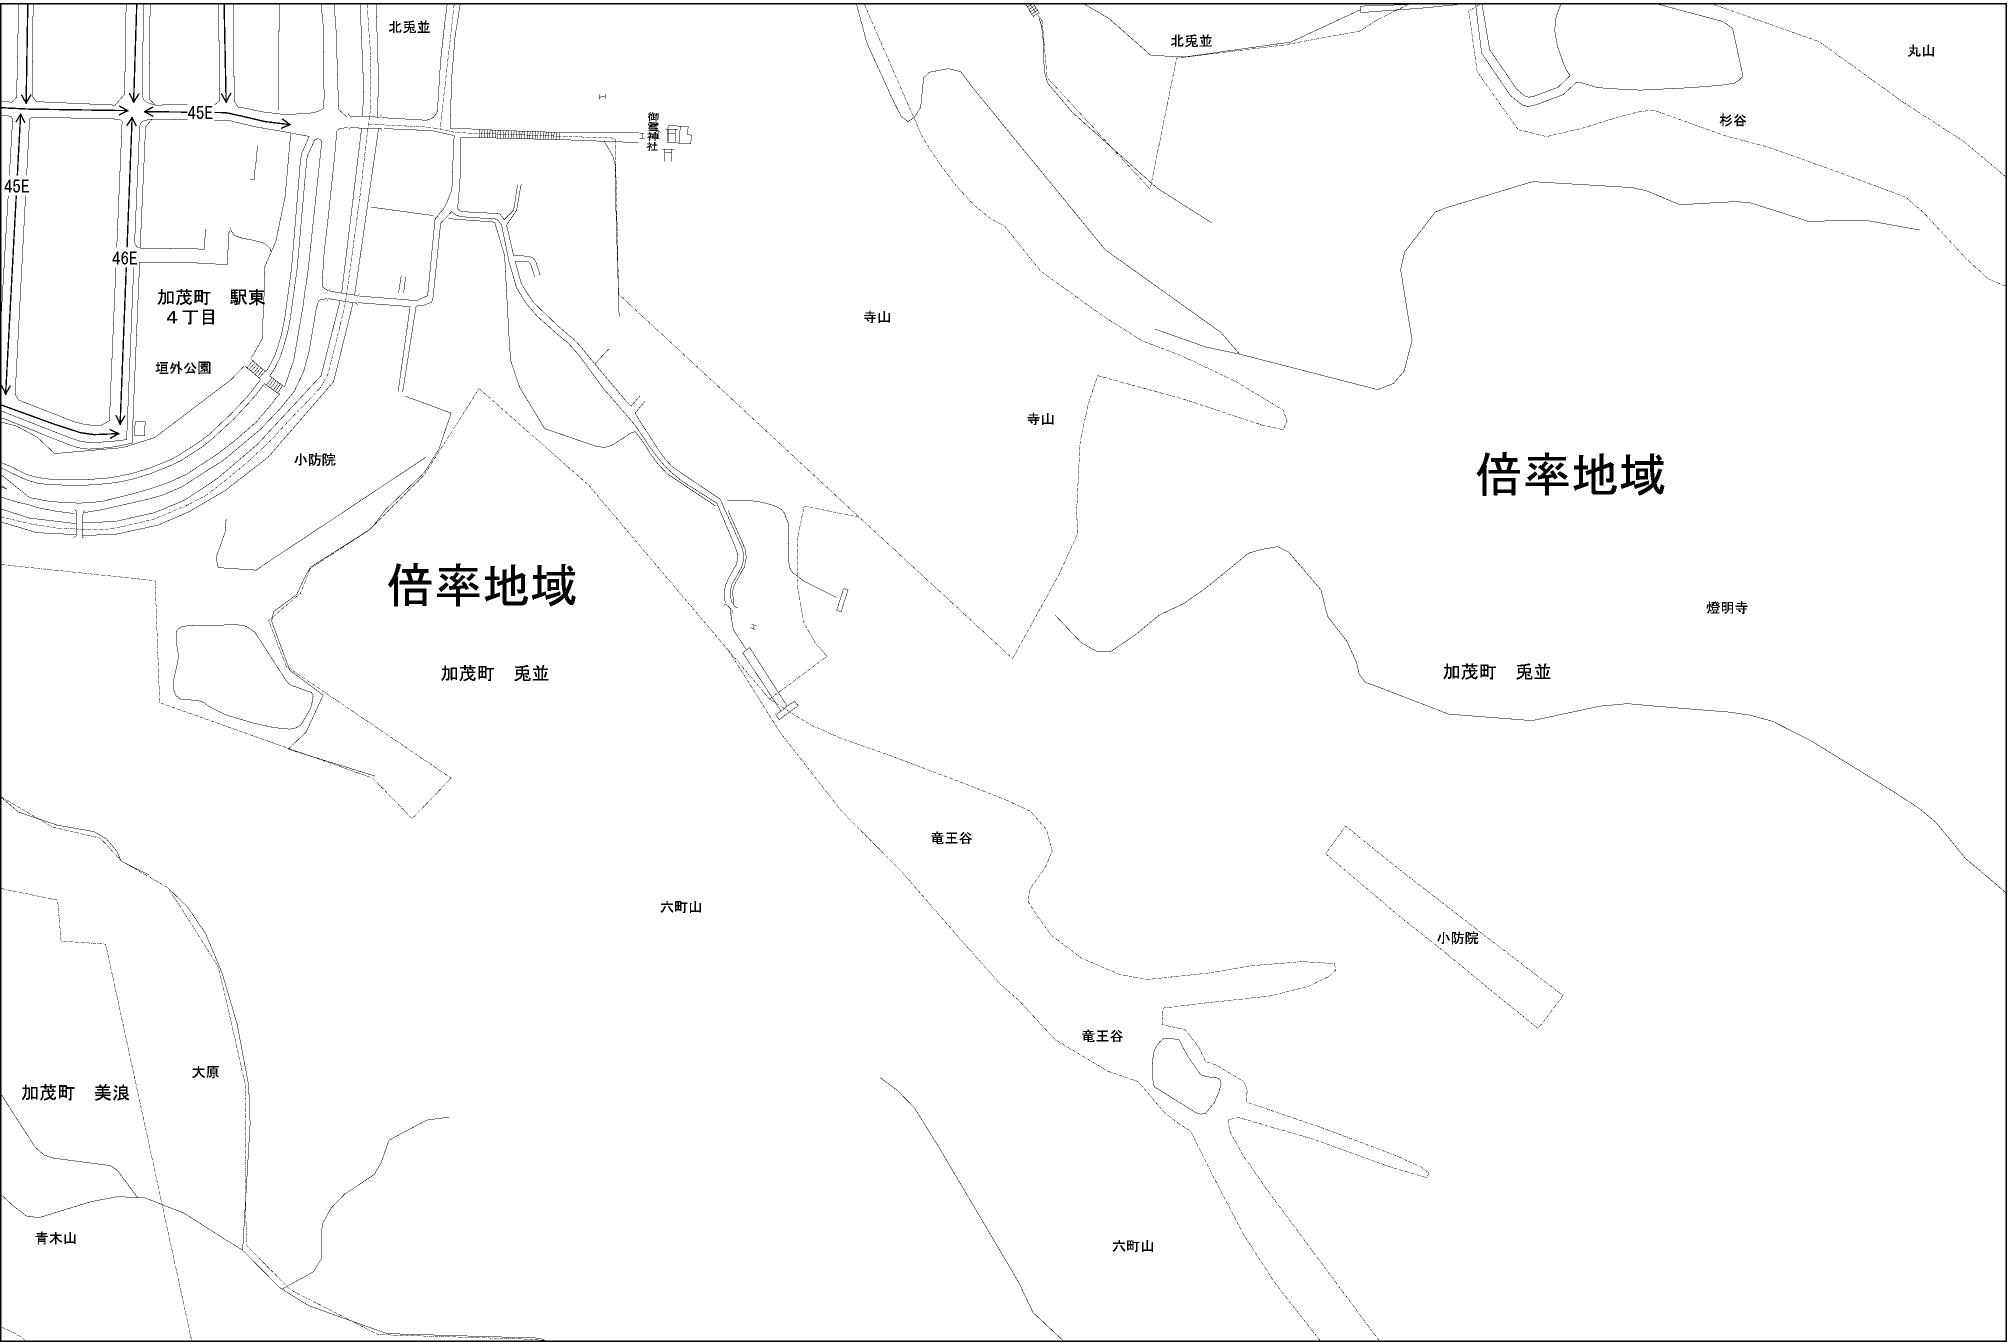 北兎並
北兎並
丸山
45E
御霊神社
杉谷
45E
46E
加茂町　駅東
４丁目
寺山
垣外公園
寺山
小防院
倍率地域
倍率地域
燈明寺
加茂町　兎並
加茂町　兎並
竜王谷
六町山
小防院
竜王谷
大原
加茂町　美浪
青木山
六町山